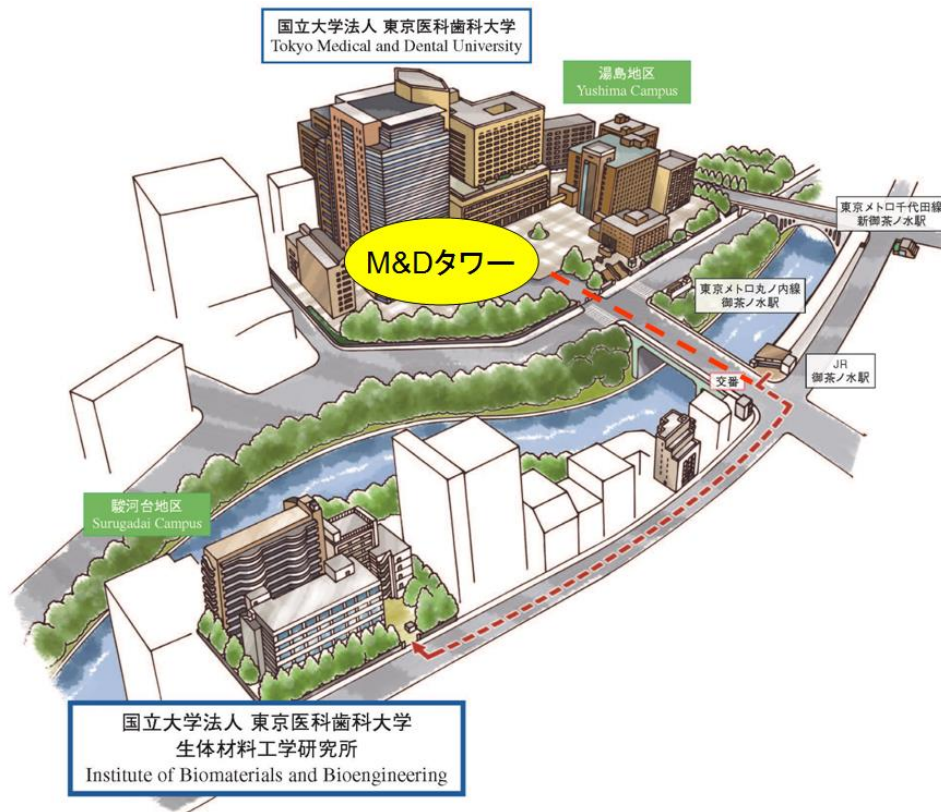 国立大学法人 東京医科歯科大学
Tokyo Medical and Dental University
湯島地区
Yushima Campus
東京メトロ千代田線
新御茶ノ水駅
M&Dタワー
東京メトロ丸ノ内線
御茶ノ水駅
JR
御茶ノ水駅
交番
駿河台地区
Surugadai Campus
国立大学法人 東京医科歯科大学
生体材料工学研究所
Institute of Biomaterials and Bioengineering